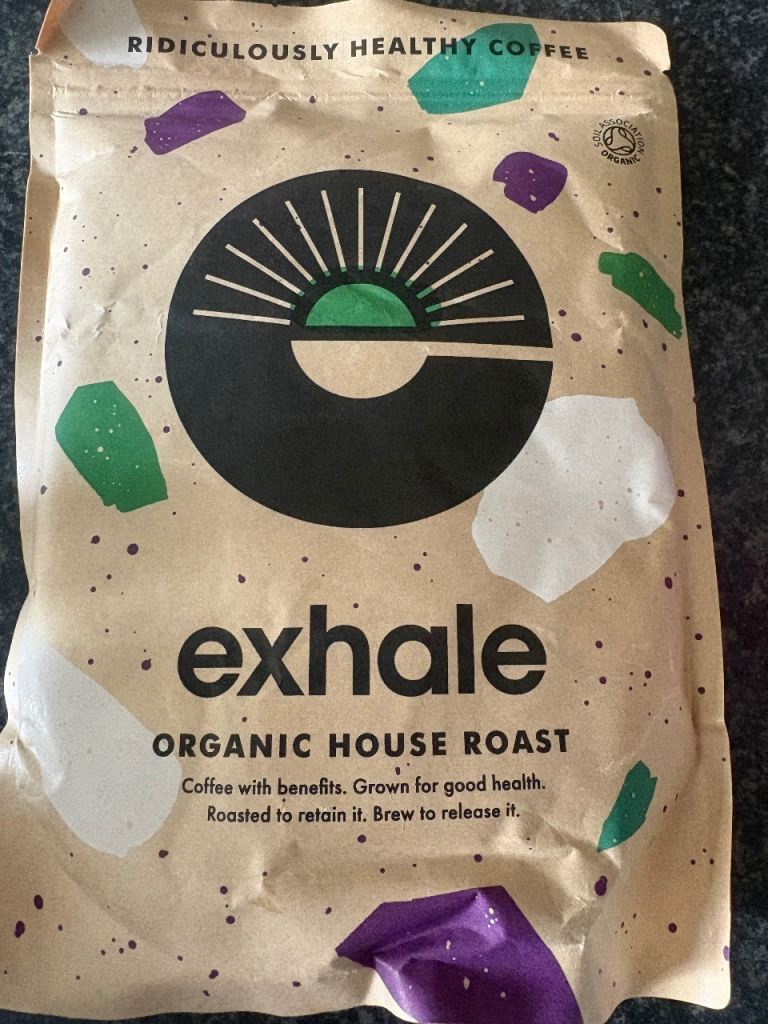 RIDICULOUSLY HEALTHY COFFEE
SOIL ASSOCIATION
ORGANIC
exhale
ORGANIC HOUSE ROAST
Coffee with benefits. Grown for good health.
Roasted to retain it. Brew to release it.